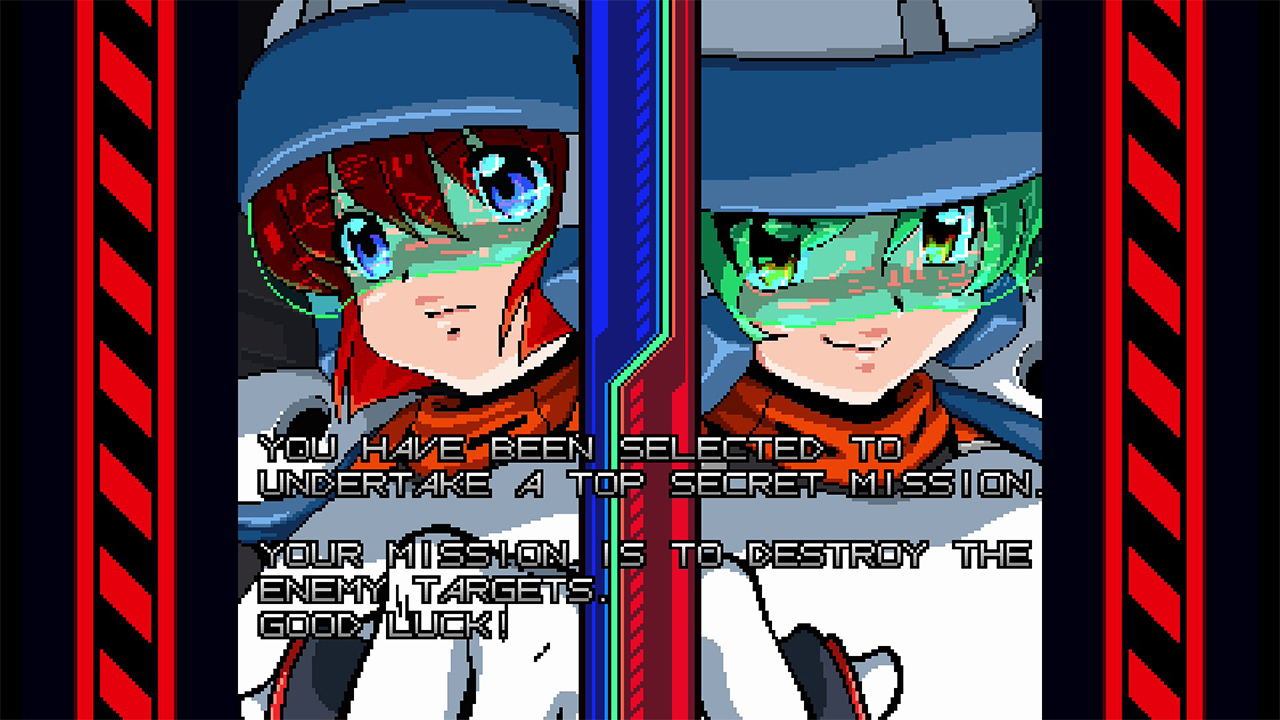 YOU HAVE BEEN SELECTED TO
UNDERTAKE A TOP SECRET MISSION.
YOUR MISSION, IS TO DESTROY THE
ENEMY TARGETS.
GOOD LUCK!